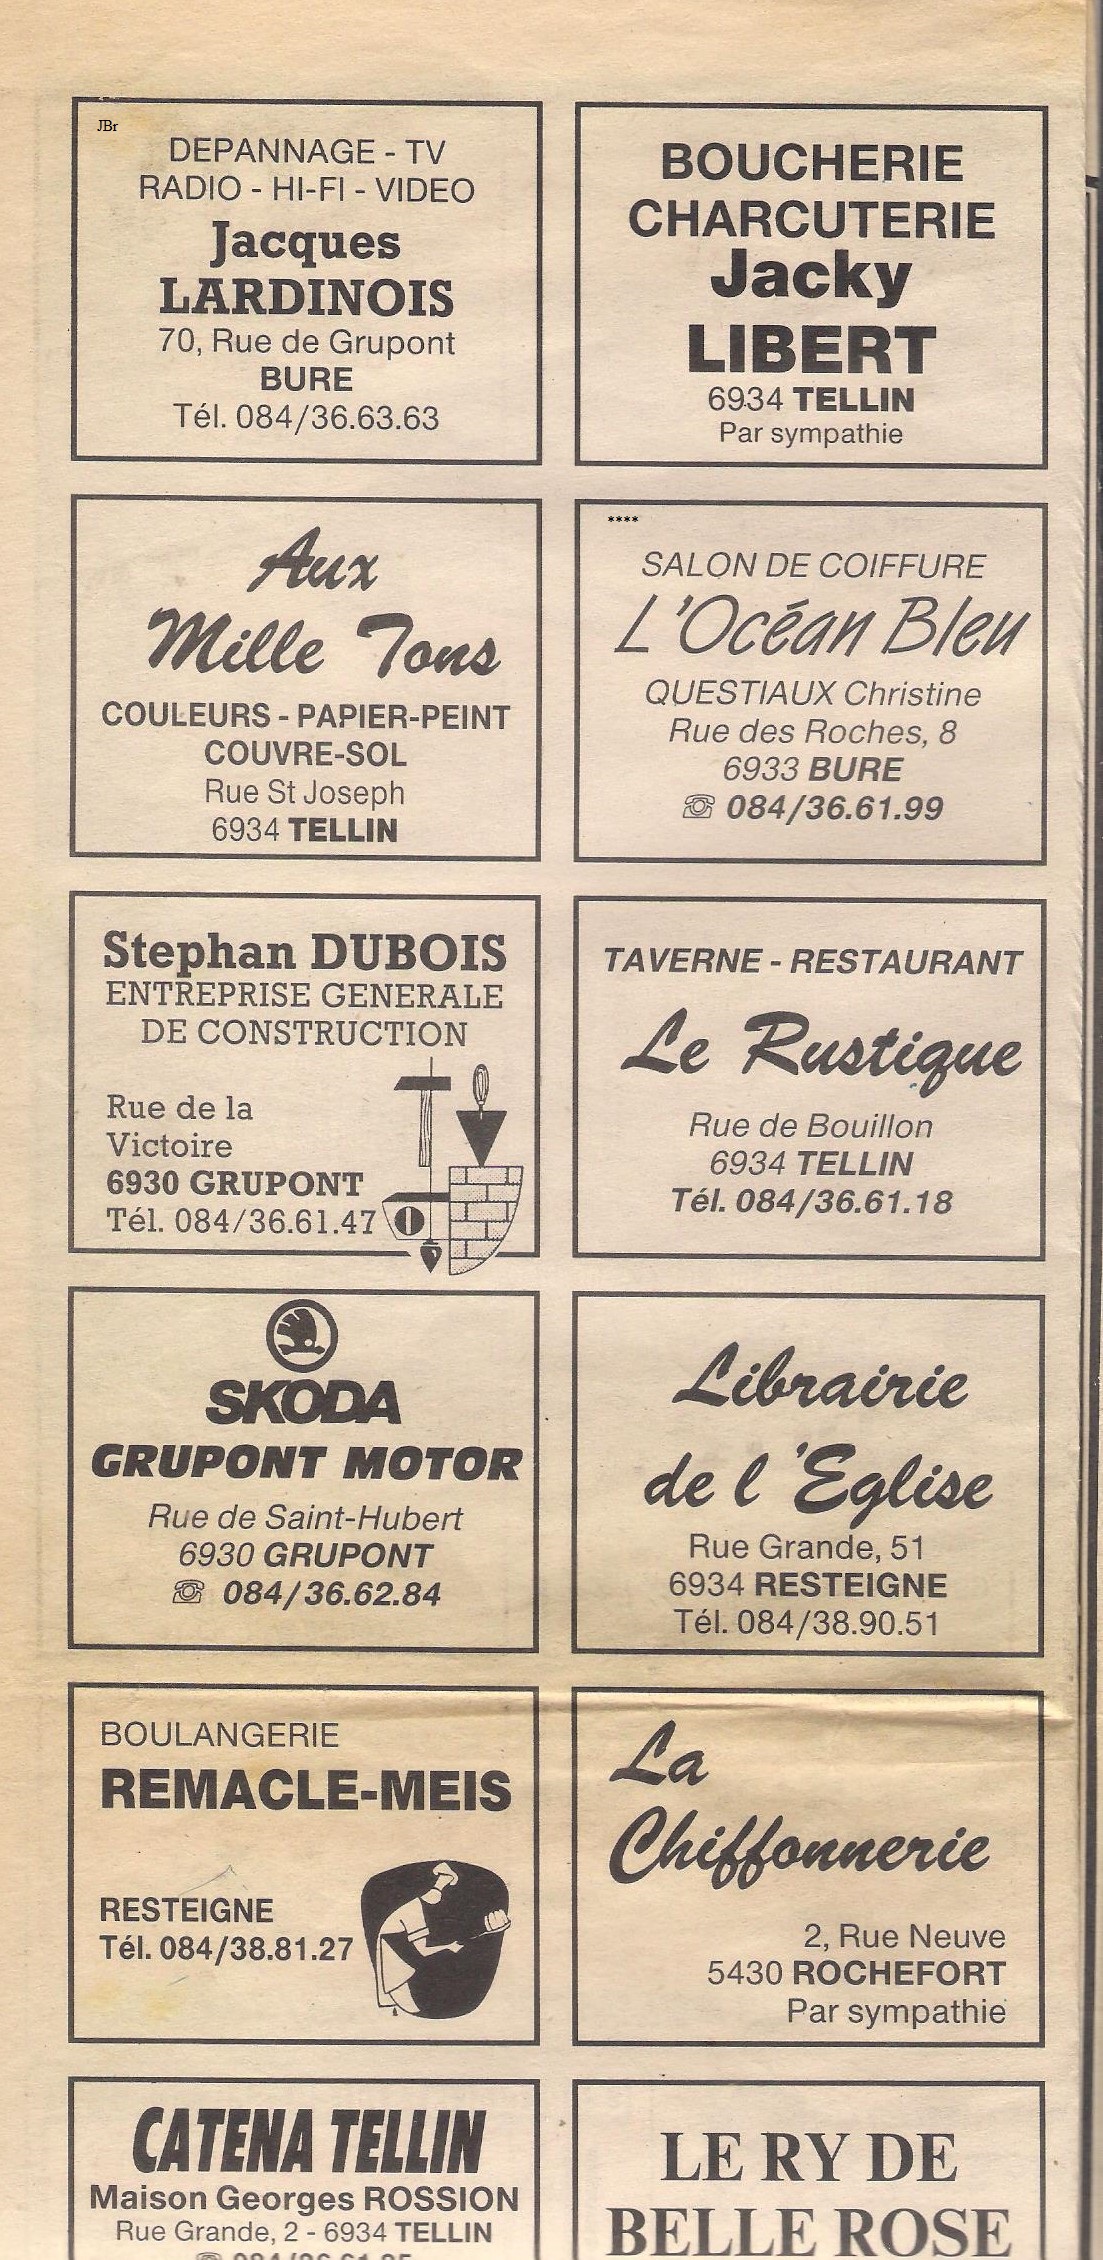 JBr
DEPANNAGE - TV
RADIO - HI-FI - VIDEO
Jacques
LARDINOIS
70, Rue de Grupont
BURE
Tél. 084/36.63.63
BOUCHERIE
CHARCUTERIE
Jacky
LIBERT
6934 TELLIN
Par sympathie
Aux
Mille Tons
COULEURS - PAPIER-PEINT
COUVRE-SOL
Rue St Joseph
6934 TELLIN
****
SALON DE COIFFURE
L'Océan Bleu
QUESTIAUX Christine
Rue des Roches, 8
6933 BURE
☏ 084/36.61.99
Stephan DUBOIS
ENTREPRISE GENERALE
DE CONSTRUCTION
Rue de la
Victoire
6930 GRUPONT
Tél. 084/36.61.47
TAVERNE - RESTAURANT
Le Rustique
Rue de Bouillon
6934 TELLIN
Tél. 084/36.61.18
SKODA
GRUPONT MOTOR
Rue de Saint-Hubert
6930 GRUPONT
☏ 084/36.62.84
Librairie
de l'Eglise
Rue Grande, 51
6934 RESTEIGNE
Tél. 084/38.90.51
BOULANGERIE
REMACLE-MEIS
RESTEIGNE
Tél. 084/38.81.27
La
Chiffonnerie
2, Rue Neuve
5430 ROCHEFORT
Par sympathie
CATENA TELLIN
Maison Georges ROSSION
Rue Grande, 2 - 6934 TELLIN
LE RY DE
BELLE ROSE